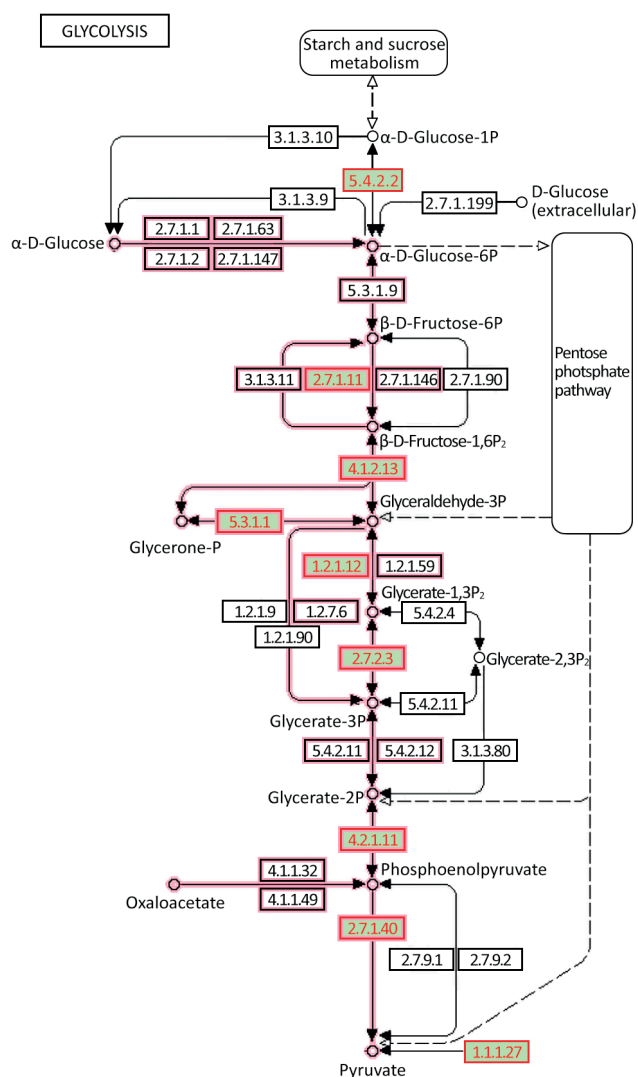 GLYCOLYSIS
Starch and sucrose
metabolism
3.1.3.10
α-D-Glucose-1P
5.4.2.2
3.1.3.9
2.7.1.199
D-Glucose
(extracellular)
2.7.1.1
2.7.1.63
α-D-Glucose
2.7.1.2
2.7.1.147
α-D-Glucose-6P
5.3.1.9
β-D-Fructose-6P
Pentose
photsphate
pathway
3.1.3.11
2.7.1.11
2.7.1.146
2.7.1.90
β-D-Fructose-1,6P₂
4.1.2.13
Glyceraldehyde-3P
5.3.1.1
Glycerone-P
1.2.1.12
1.2.1.59
Glycerate-1,3P₂
1.2.1.9
1.2.7.6
5.4.2.4
1.2.1.90
2.7.2.3
Glycerate-2,3P₂
5.4.2.11
Glycerate-3P
5.4.2.11
5.4.2.12
3.1.3.80
Glycerate-2P
4.2.1.11
4.1.1.32
Phosphoenolpyruvate
4.1.1.49
Oxaloacetate
2.7.1.40
2.7.9.1
2.7.9.2
1.1.1.27
Pyruvate